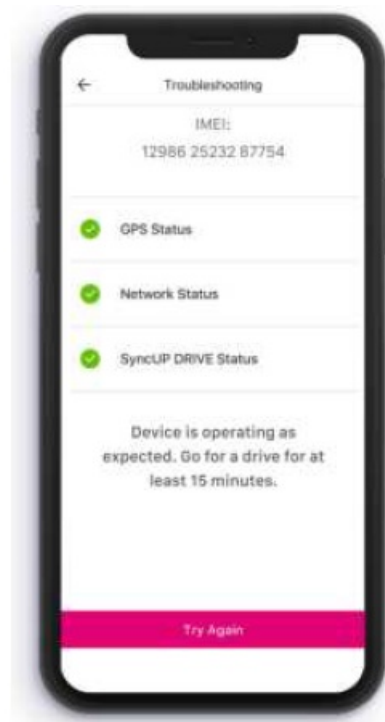 Troubleshooting
IMEI:
12986 25232 87754
GPS Status
Network Status
SyncUP DRIVE Status
Device is operating as
expected. Go for a drive for at
least 15 minutes.
Try Again